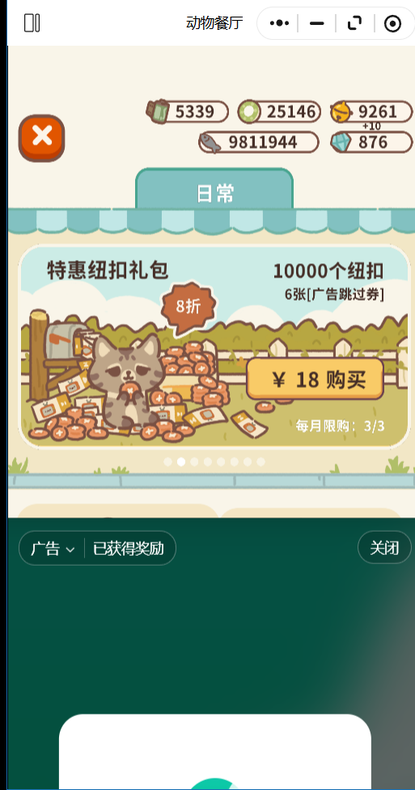 动物餐厅
5339
25146
9261
+10
9811944
876
日常
特惠纽扣礼包
10000个纽扣
6张[广告跳过券]
8折
¥ 18 购买
每月限购：3/3
广告
已获得奖励
关闭